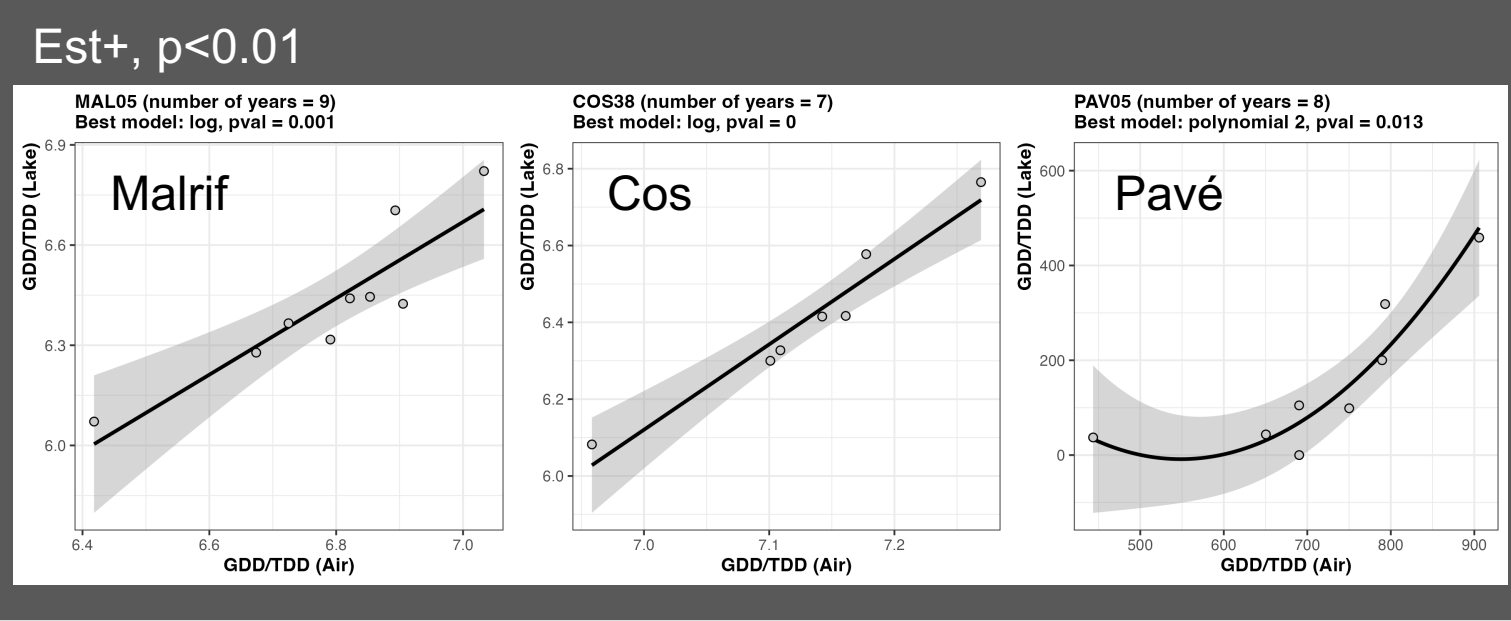 Est+, p<0.01
MAL05 (number of years = 9)
Best model: log, pval = 0.001
Malrif
GDD/TDD (Lake)
6.9
6.6
6.3
6.0
6.4
6.6
6.8
7.0
GDD/TDD (Air)
COS38 (number of years = 7)
Best model: log, pval = 0
Cos
GDD/TDD (Lake)
6.8
6.6
6.4
6.2
6.0
7.0
7.1
7.2
GDD/TDD (Air)
PAV05 (number of years = 8)
Best model: polynomial 2, pval = 0.013
Pavé
GDD/TDD (Lake)
600
400
200
0
500
600
700
800
900
GDD/TDD (Air)